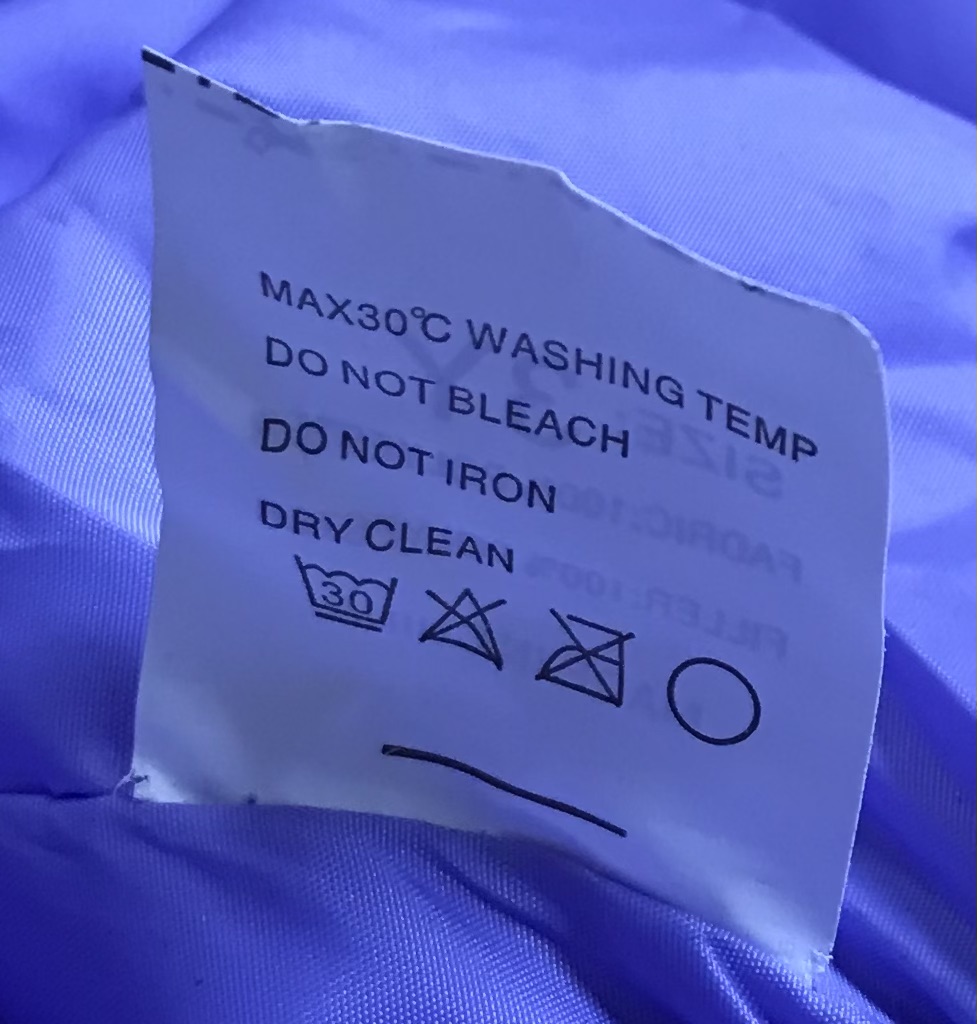 MAX30℃ WASHING TEMP
DO NOT BLEACH
DO NOT IRON
DRY CLEAN
30